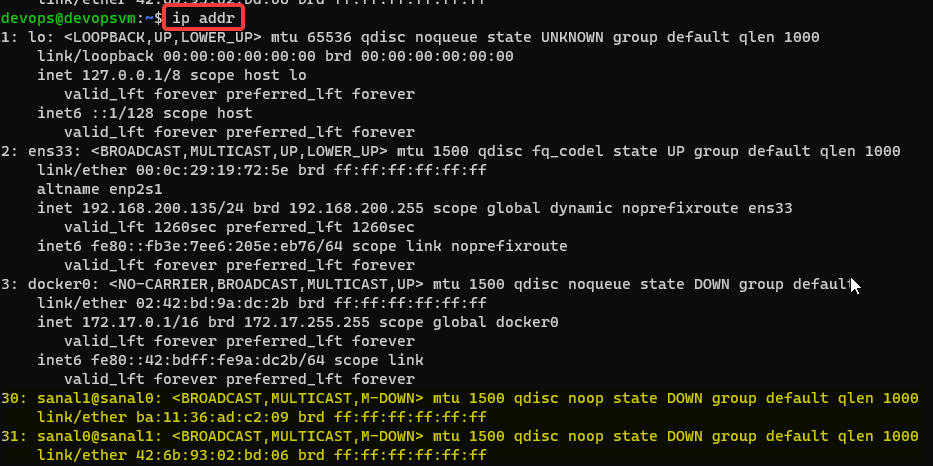 link/ether 42:6b:93:02:bd:06 brd ff:ff:ff:ff:ff:ff
devops@devopsvm:~$ ip addr
1: lo: <LOOPBACK,UP,LOWER_UP> mtu 65536 qdisc noqueue state UNKNOWN group default qlen 1000
link/loopback 00:00:00:00:00:00 brd 00:00:00:00:00:00
inet 127.0.0.1/8 scope host lo
valid_lft forever preferred_lft forever
inet6 ::1/128 scope host
valid_lft forever preferred_lft forever
2: ens33: <BROADCAST,MULTICAST,UP,LOWER_UP> mtu 1500 qdisc fq_codel state UP group default qlen 1000
link/ether 00:0c:29:19:72:5e brd ff:ff:ff:ff:ff:ff
altname enp2s1
inet 192.168.200.135/24 brd 192.168.200.255 scope global dynamic noprefixroute ens33
valid_lft 1260sec preferred_lft 1260sec
inet6 fe80::fb3e:7ee6:205e:eb76/64 scope link noprefixroute
valid_lft forever preferred_lft forever
3: docker0: <NO-CARRIER,BROADCAST,MULTICAST,UP> mtu 1500 qdisc noqueue state DOWN group default
link/ether 02:42:bd:9a:dc:2b brd ff:ff:ff:ff:ff:ff
inet 172.17.0.1/16 brd 172.17.255.255 scope global docker0
valid_lft forever preferred_lft forever
inet6 fe80::42:bdff:fe9a:dc2b/64 scope link
valid_lft forever preferred_lft forever
30: sanal1@sanal0: <BROADCAST,MULTICAST,M-DOWN> mtu 1500 qdisc noop state DOWN group default qlen 1000
link/ether ba:11:36:ad:c2:09 brd ff:ff:ff:ff:ff:ff
31: sanal0@sanal1: <BROADCAST,MULTICAST,M-DOWN> mtu 1500 qdisc noop state DOWN group default qlen 1000
link/ether 42:6b:93:02:bd:06 brd ff:ff:ff:ff:ff:ff